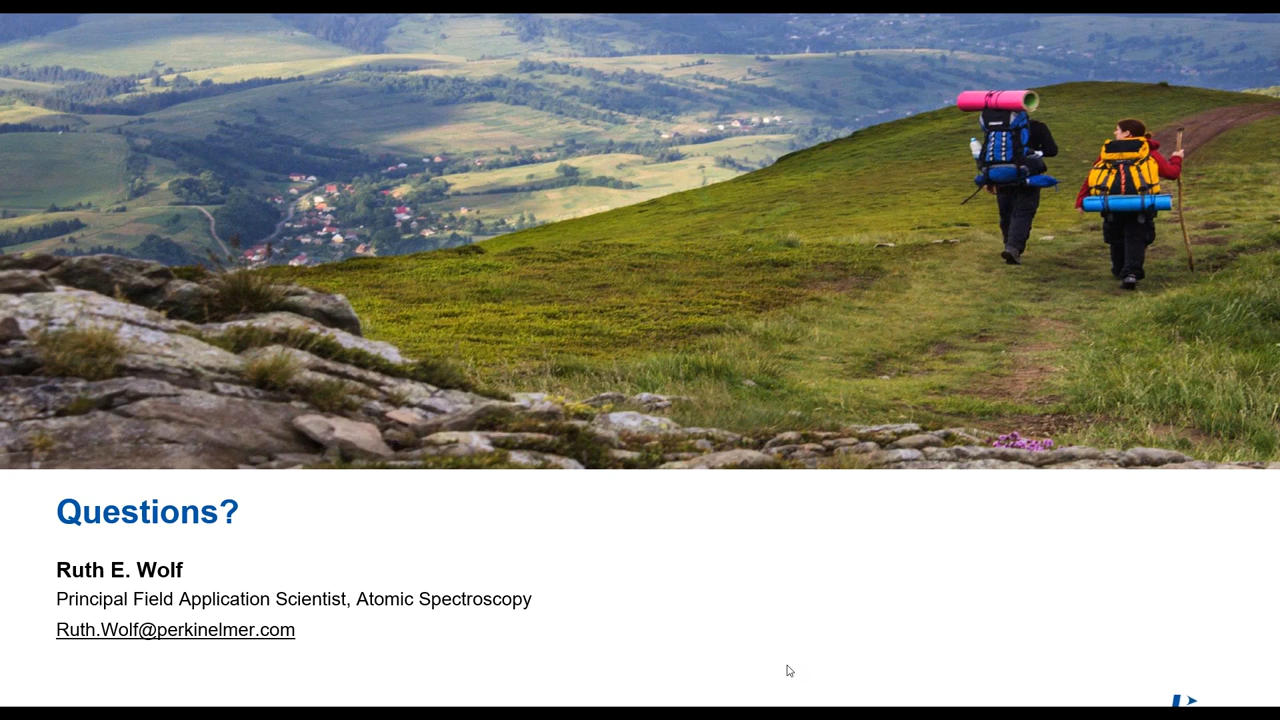 Questions?
Ruth E. Wolf
Principal Field Application Scientist, Atomic Spectroscopy
Ruth.Wolf@perkinelmer.com